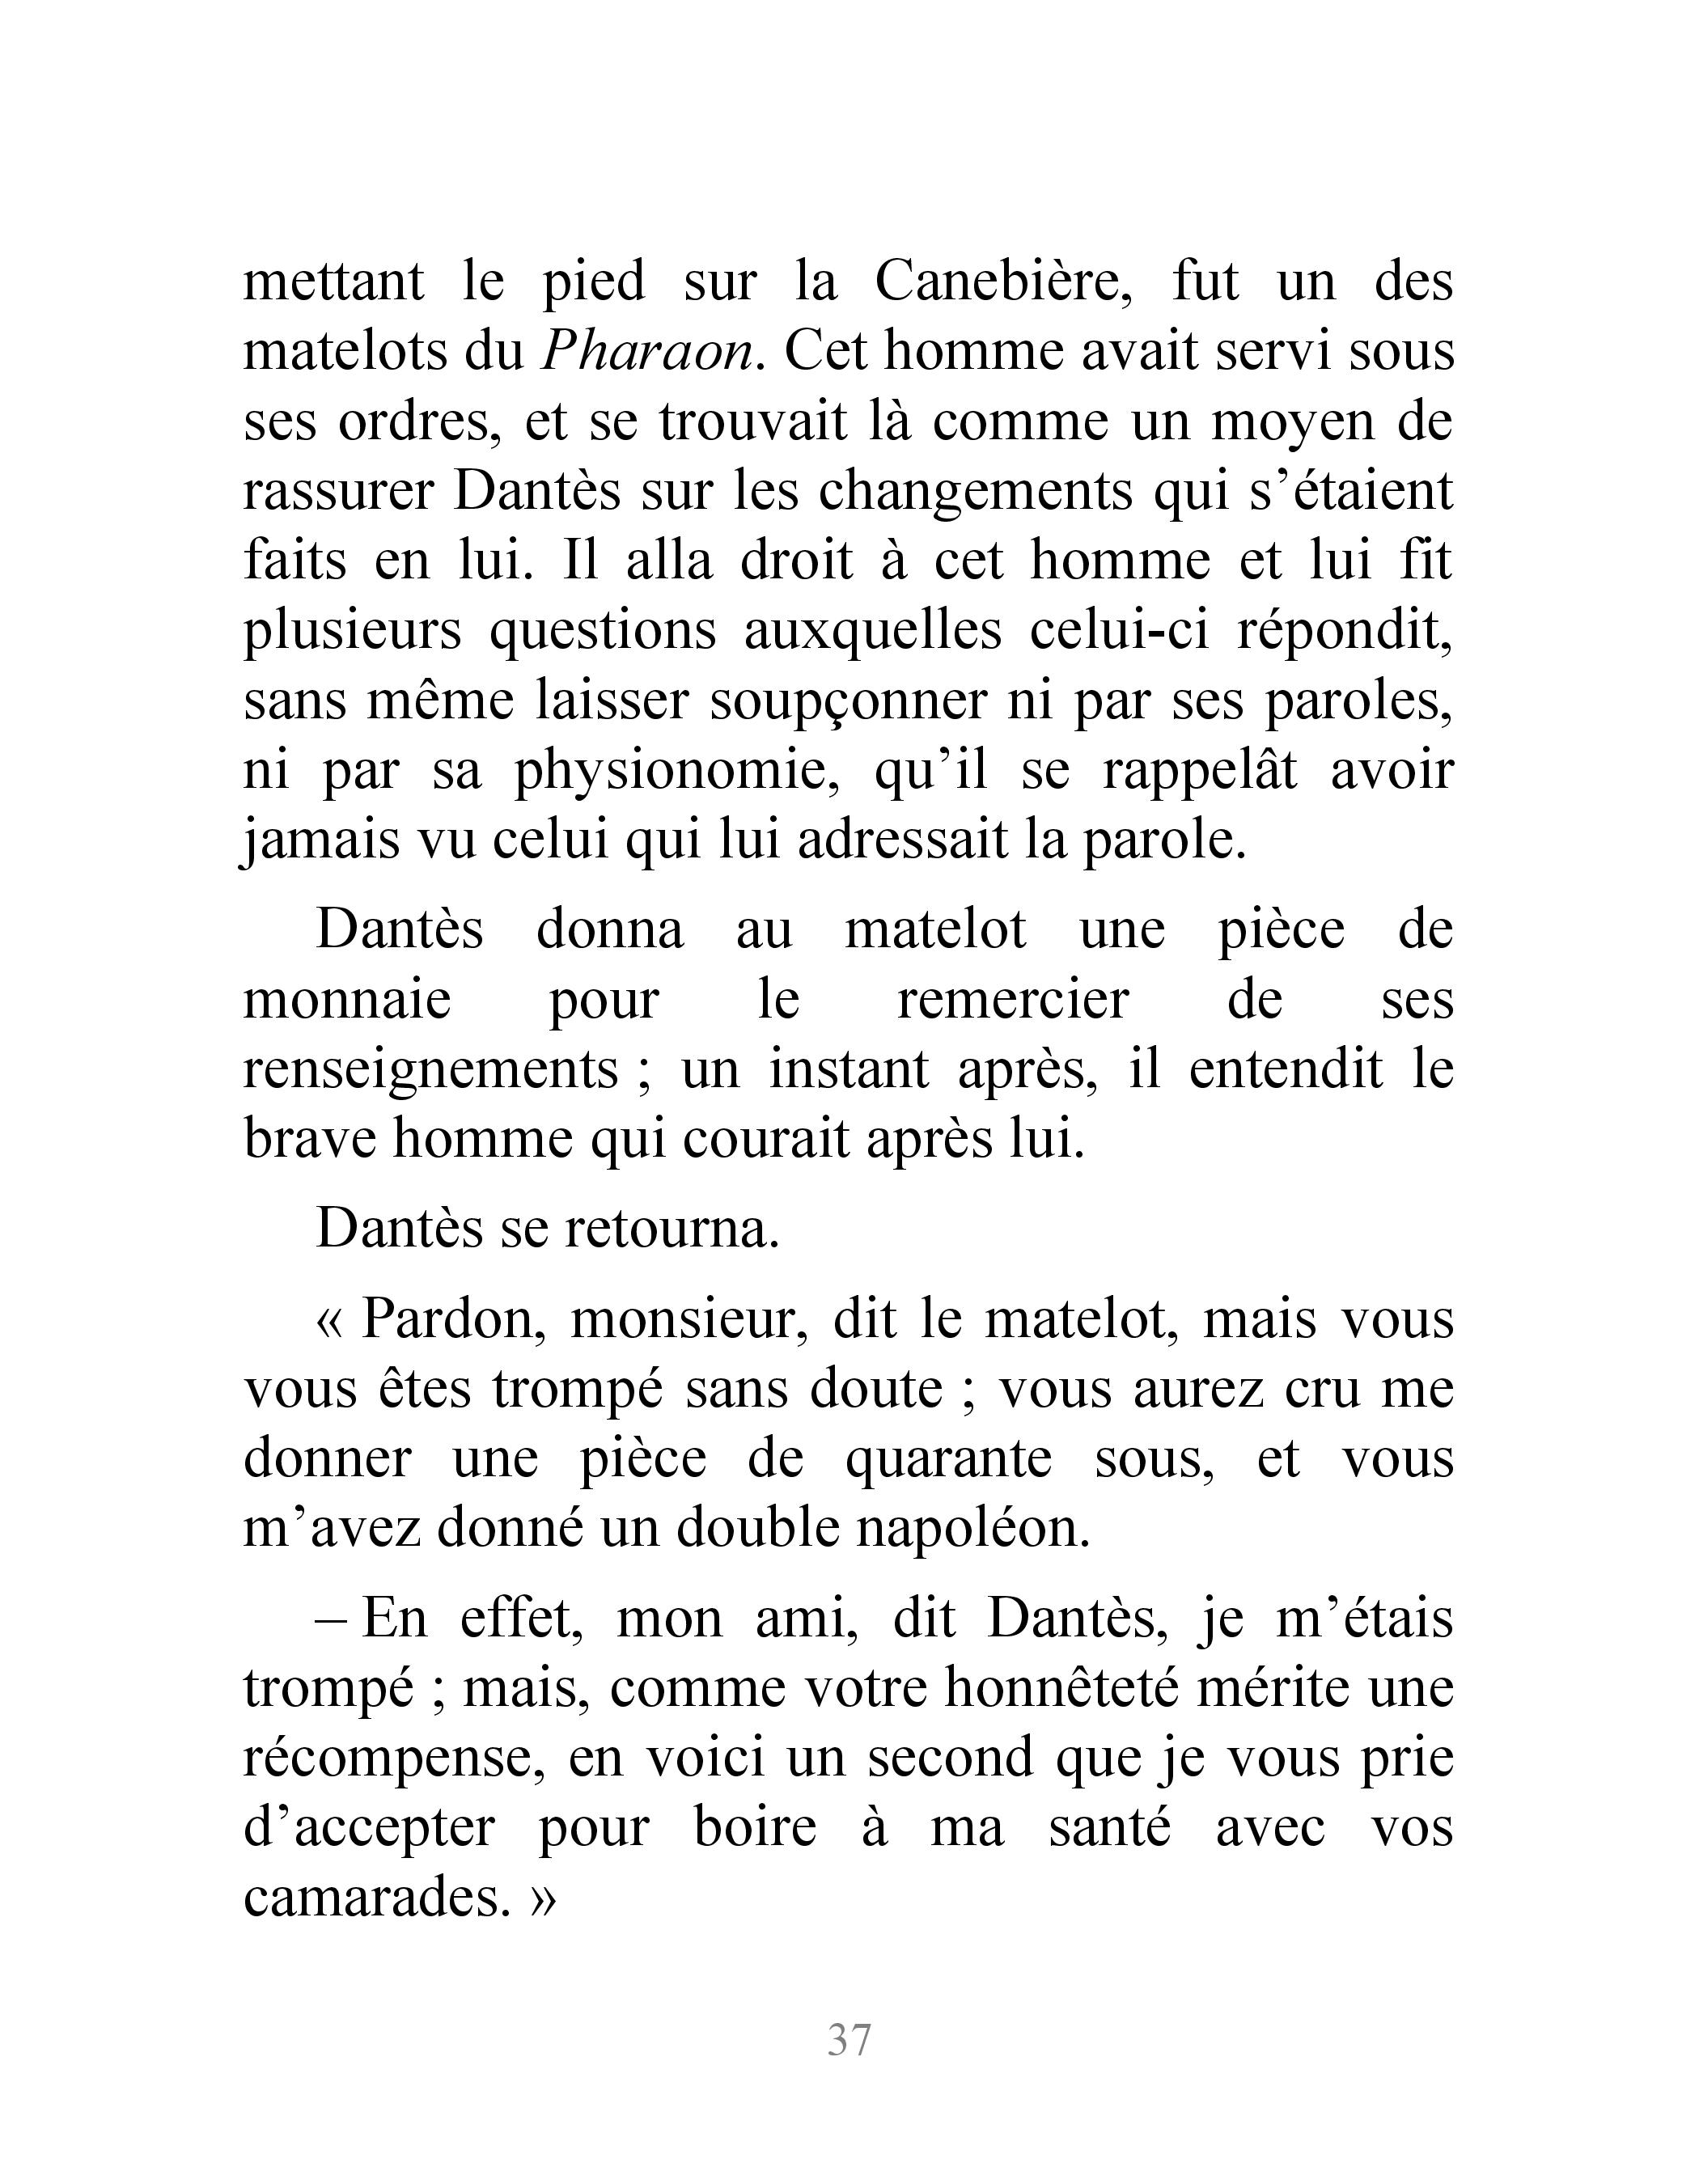 mettant le pied sur la Canebière, fut un des
matelots du Pharaon. Cet homme avait servi sous
ses ordres, et se trouvait là comme un moyen de
rassurer Dantès sur les changements qui s’étaient
faits en lui. Il alla droit à cet homme et lui fit
plusieurs questions auxquelles celui-ci répondit,
sans même laisser soupçonner ni par ses paroles,
ni par sa physionomie, qu’il se rappelât avoir
jamais vu celui qui lui adressait la parole.
Dantès donna au matelot une pièce de
monnaie pour le remercier de ses
renseignements ; un instant après, il entendit le
brave homme qui courait après lui.
Dantès se retourna.
« Pardon, monsieur, dit le matelot, mais vous
vous êtes trompé sans doute ; vous aurez cru me
donner une pièce de quarante sous, et vous
m’avez donné un double napoléon.
– En effet, mon ami, dit Dantès, je m’étais
trompé ; mais, comme votre honnêteté mérite une
récompense, en voici un second que je vous prie
d’accepter pour boire à ma santé avec vos
camarades. »
37